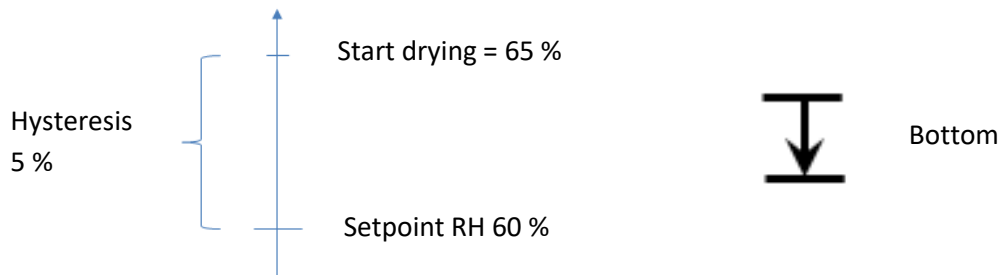 Start drying = 65 %
Hysteresis
5 %
Bottom
Setpoint RH 60 %